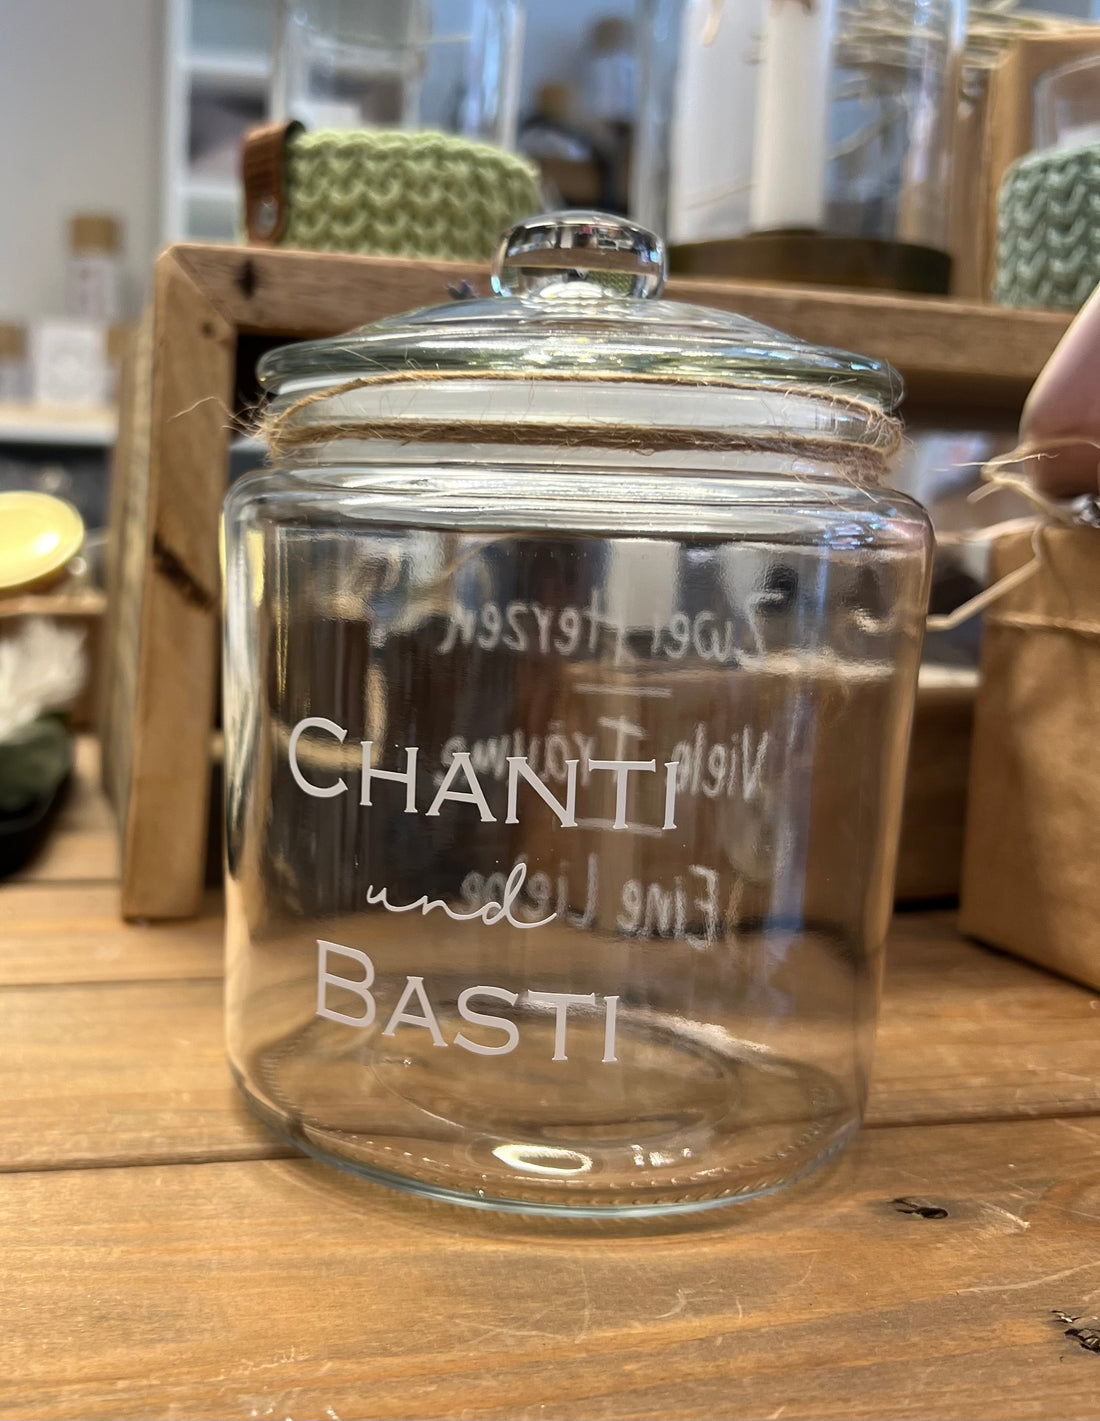 CHANTI
und
BASTI
Zwei Herzen
Viele Träume
Eine Liebe